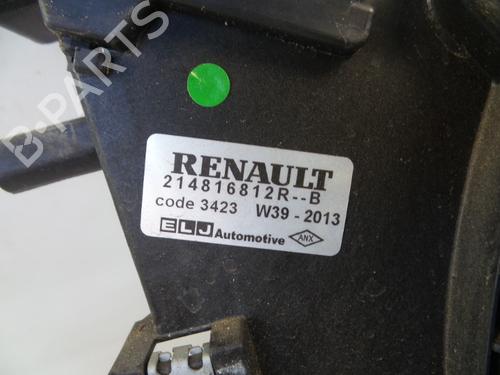 B-PARTS
RENAULT
214816812R--B
code 3423 W39 - 2013
ELJ Automotive ANX